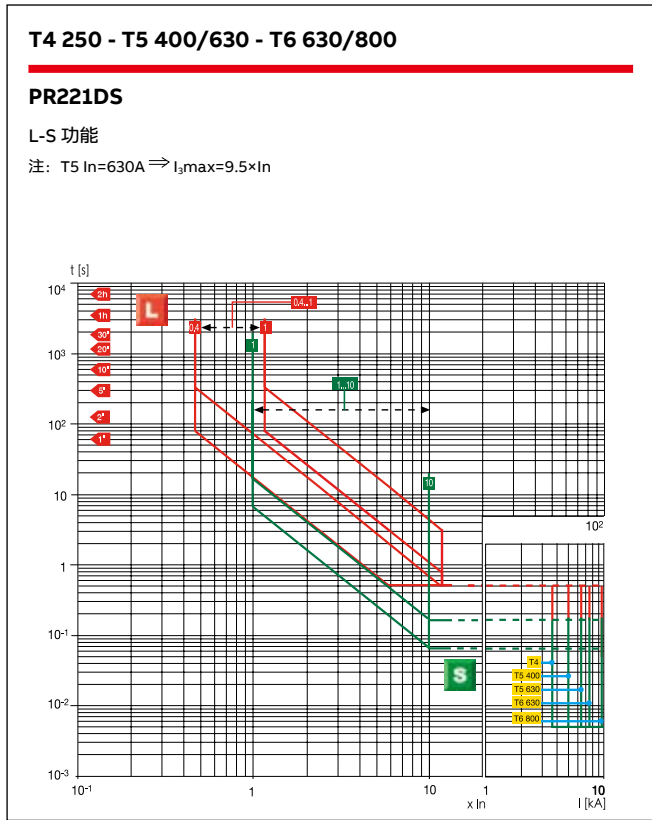 T4 250 - T5 400/630 - T6 630/800
PR221DS
L-S 功能
注: T5 In=630A ⇒ I₃max=9.5×In
t [s]
10⁴
2h
L
0.4...1
1h
0.4
1
30'
20'
1
10³
10'
5'
1...10
10²
2'
1'
10
10
10²
1
10⁻¹
S
T4
T5 400
10⁻²
T5 630
T6 630
T6 800
10⁻³
10⁻¹
1
10
1
10
x In
I [kA]